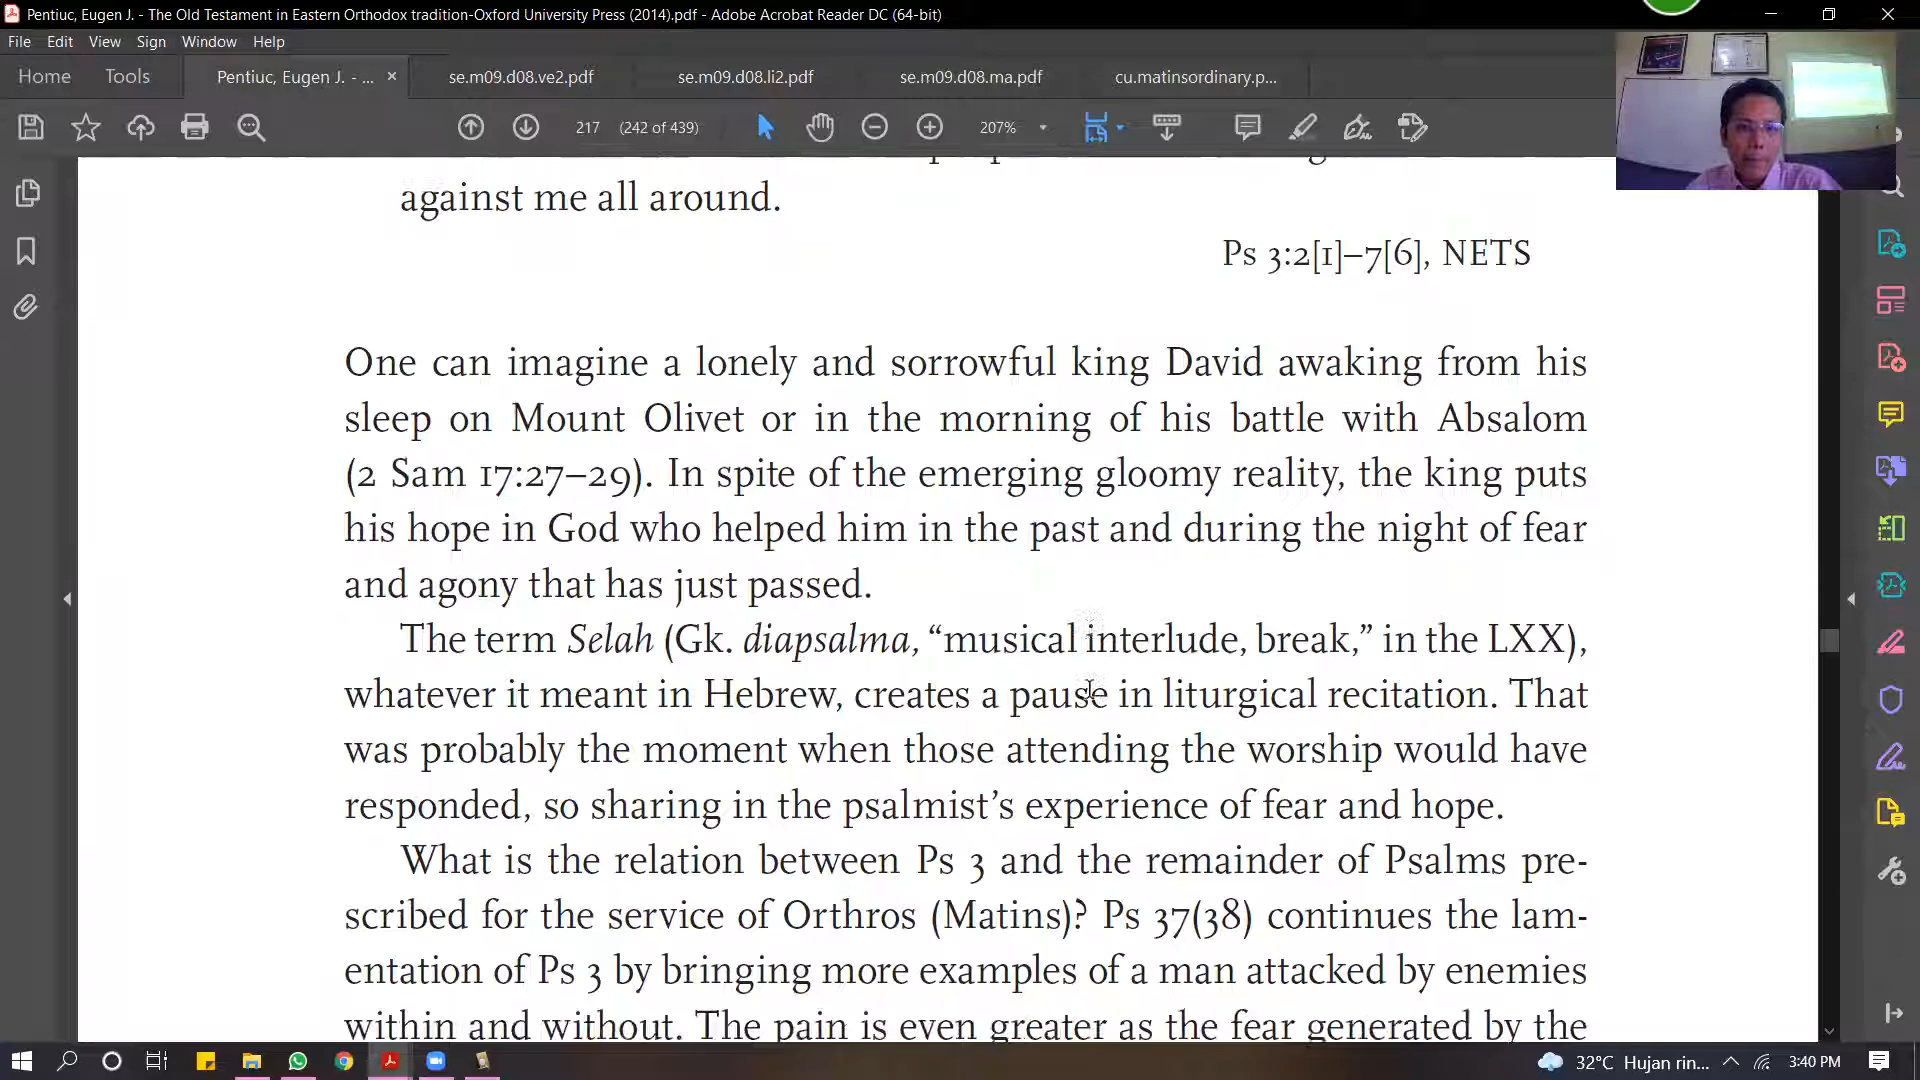 Pentiuc, Eugen J. - The Old Testament in Eastern Orthodox tradition-Oxford University Press (2014).pdf - Adobe Acrobat Reader DC (64-bit)
File Edit View Sign Window Help
Home Tools Pentiuc, Eugen J. - ... se.m09.d08.ve2.pdf se.m09.d08.li2.pdf se.m09.d08.ma.pdf cu.matinsordinary.p...
217 (242 of 439) 207%
against me all around.
Ps 3:2[1]–7[6], NETS
One can imagine a lonely and sorrowful king David awaking from his
sleep on Mount Olivet or in the morning of his battle with Absalom
(2 Sam 17:27–29). In spite of the emerging gloomy reality, the king puts
his hope in God who helped him in the past and during the night of fear
and agony that has just passed.
The term Selah (Gk. diapsalma, “musical interlude, break,” in the LXX),
whatever it meant in Hebrew, creates a pause in liturgical recitation. That
was probably the moment when those attending the worship would have
responded, so sharing in the psalmist’s experience of fear and hope.
What is the relation between Ps 3 and the remainder of Psalms pre-
scribed for the service of Orthros (Matins)? Ps 37(38) continues the lam-
entation of Ps 3 by bringing more examples of a man attacked by enemies
within and without. The pain is even greater as the fear generated by the
32°C Hujan rin... 3:40 PM